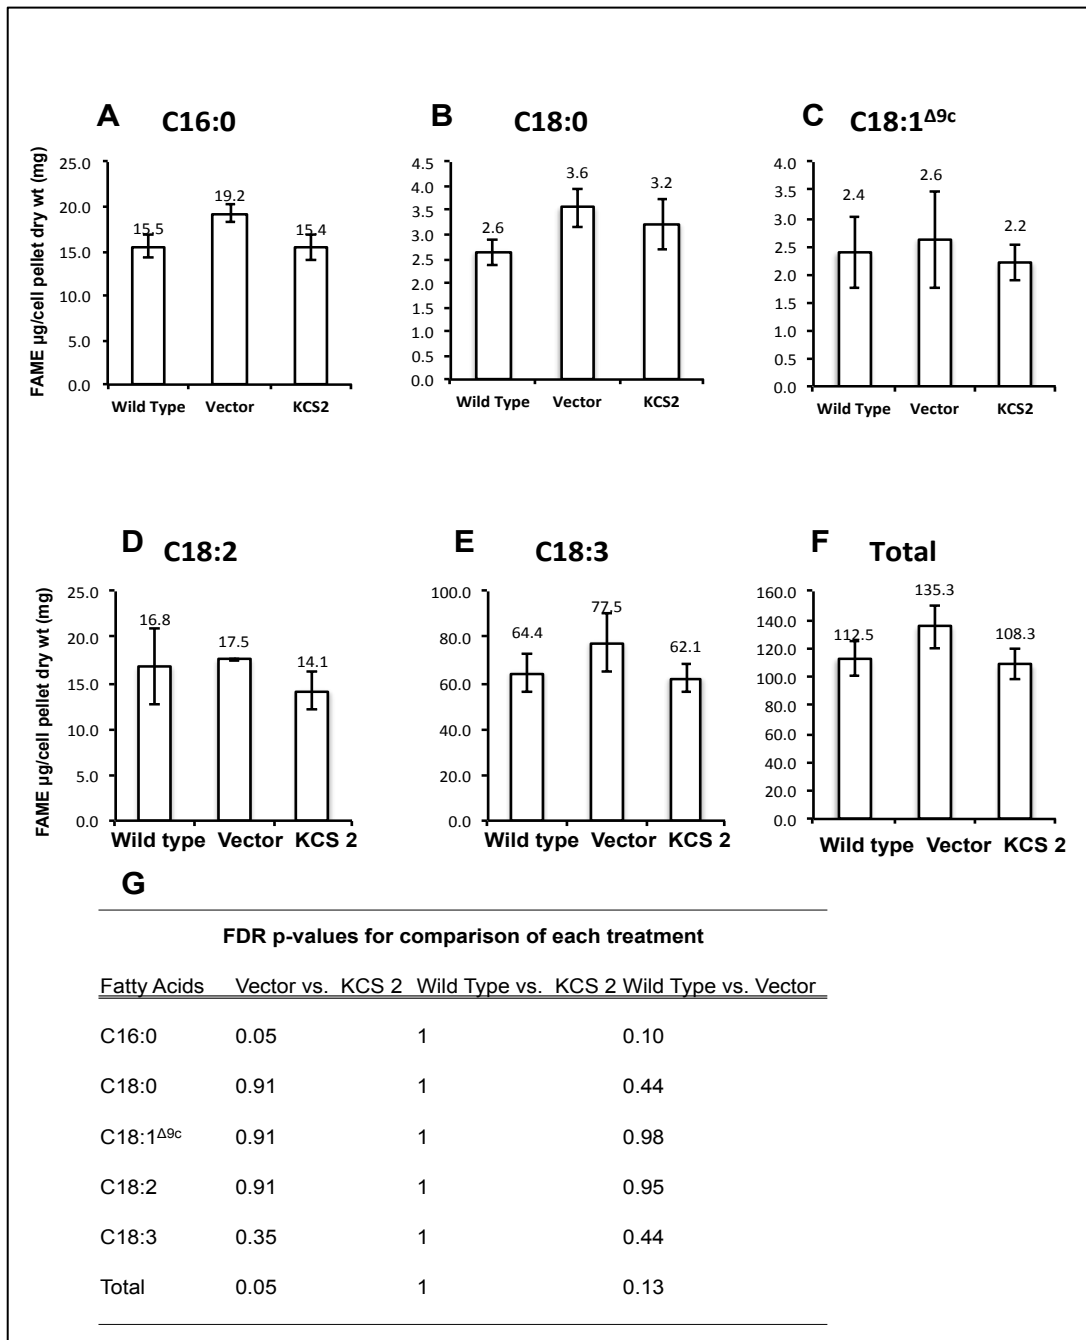 A C16:0
B C18:0
C C18:1Δ9c
FAME µg/cell pellet dry wt (mg)
25.0
20.0
15.0
10.0
5.0
0.0
15.5
19.2
15.4
Wild Type Vector KCS2
4.5
4.0
3.5
3.0
2.5
2.0
1.5
1.0
0.5
0.0
2.6
3.6
3.2
Wild Type Vector KCS2
4.0
3.5
3.0
2.5
2.0
1.5
1.0
0.5
0.0
2.4
2.6
2.2
Wild Type Vector KCS2
D C18:2
E C18:3
F Total
FAME µg/cell pellet dry wt (mg)
25.0
20.0
15.0
10.0
5.0
0.0
16.8
17.5
14.1
Wild type Vector KCS 2
100.0
80.0
60.0
40.0
20.0
0.0
64.4
77.5
62.1
Wild type Vector KCS 2
160.0
140.0
120.0
100.0
80.0
60.0
40.0
20.0
0.0
112.5
135.3
108.3
Wild type Vector KCS 2
G
FDR p-values for comparison of each treatment
Fatty Acids Vector vs. KCS 2 Wild Type vs. KCS 2 Wild Type vs. Vector
C16:0 0.05 1 0.10
C18:0 0.91 1 0.44
C18:1Δ9c 0.91 1 0.98
C18:2 0.91 1 0.95
C18:3 0.35 1 0.44
Total 0.05 1 0.13